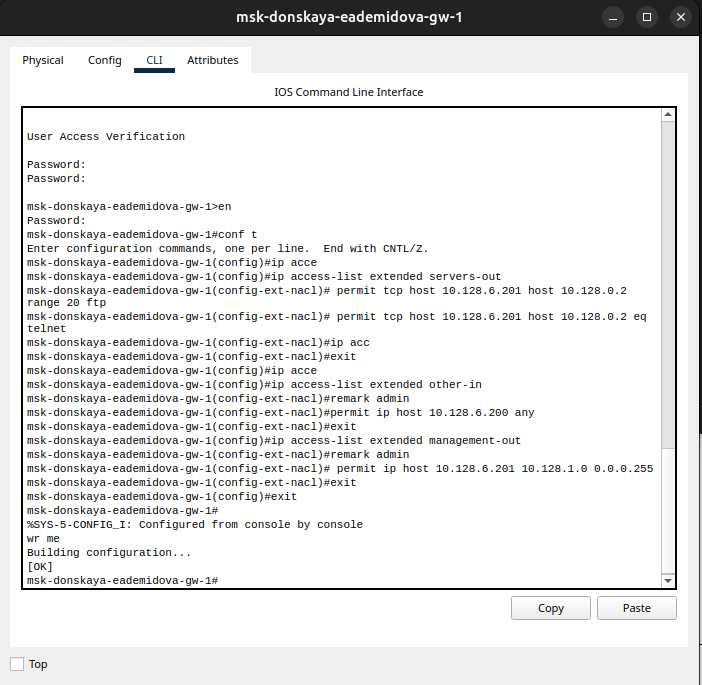 msk-donskaya-eademidova-gw-1
Physical Config CLI Attributes
IOS Command Line Interface
User Access Verification
Password:
Password:
msk-donskaya-eademidova-gw-1>en
Password:
msk-donskaya-eademidova-gw-1#conf t
Enter configuration commands, one per line.  End with CNTL/Z.
msk-donskaya-eademidova-gw-1(config)#ip acce
msk-donskaya-eademidova-gw-1(config)#ip access-list extended servers-out
msk-donskaya-eademidova-gw-1(config-ext-nacl)# permit tcp host 10.128.6.201 host 10.128.0.2
range 20 ftp
msk-donskaya-eademidova-gw-1(config-ext-nacl)# permit tcp host 10.128.6.201 host 10.128.0.2 eq
telnet
msk-donskaya-eademidova-gw-1(config-ext-nacl)#ip acc
msk-donskaya-eademidova-gw-1(config-ext-nacl)#exit
msk-donskaya-eademidova-gw-1(config)#ip acce
msk-donskaya-eademidova-gw-1(config)#ip access-list extended other-in
msk-donskaya-eademidova-gw-1(config-ext-nacl)#remark admin
msk-donskaya-eademidova-gw-1(config-ext-nacl)#permit ip host 10.128.6.200 any
msk-donskaya-eademidova-gw-1(config-ext-nacl)#exit
msk-donskaya-eademidova-gw-1(config)#ip access-list extended management-out
msk-donskaya-eademidova-gw-1(config-ext-nacl)#remark admin
msk-donskaya-eademidova-gw-1(config-ext-nacl)# permit ip host 10.128.6.201 10.128.1.0 0.0.0.255
msk-donskaya-eademidova-gw-1(config-ext-nacl)#exit
msk-donskaya-eademidova-gw-1(config)#exit
msk-donskaya-eademidova-gw-1#
%SYS-5-CONFIG_I: Configured from console by console
wr me
Building configuration...
[OK]
msk-donskaya-eademidova-gw-1#
Copy Paste
Top